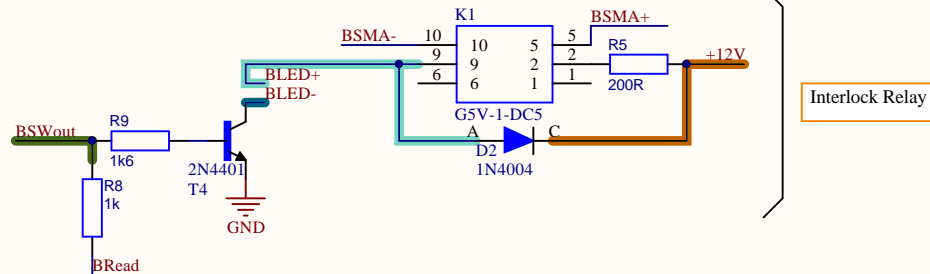 K1
BSMA+
BSMA-
10
10
5
5
R5
+12V
9
9
2
2
200R
6
6
1
1
BLED+
BLED-
G5V-1-DC5
Interlock Relay
A
C
D2
1N4004
BSWout
R9
1k6
2N4401
T4
R8
1k
GND
BRead